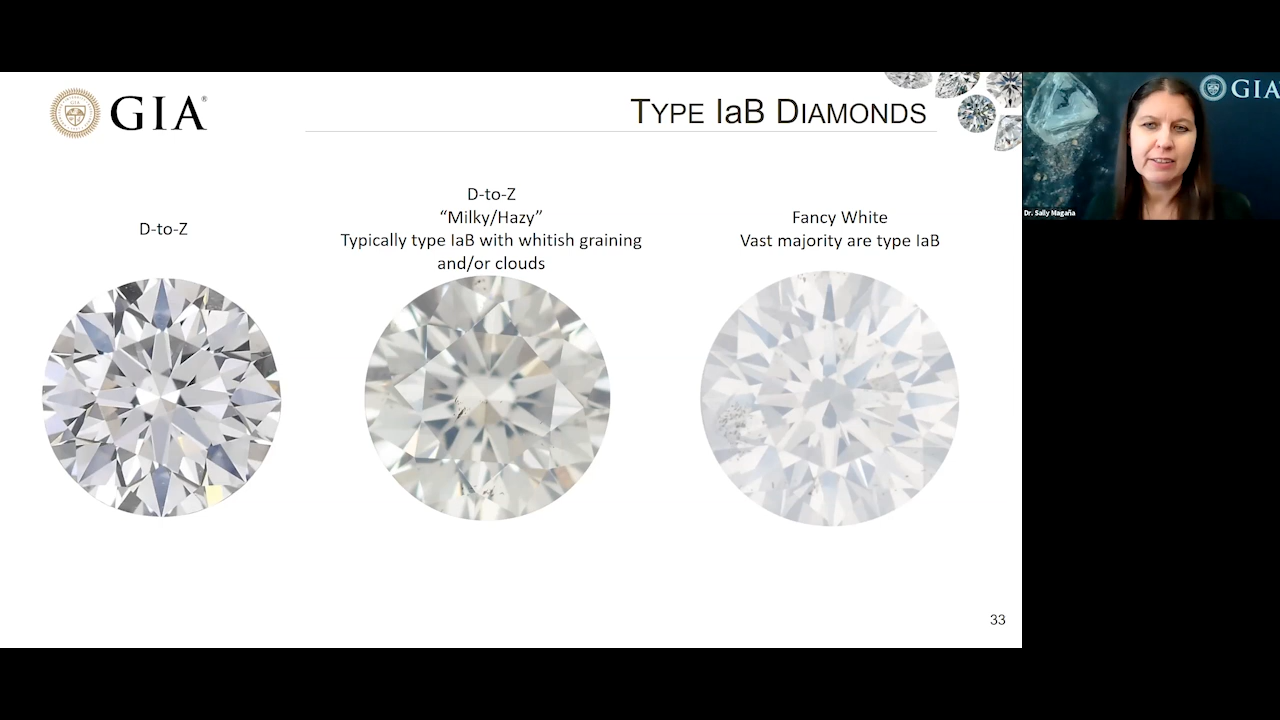 GIA®
TYPE IaB DIAMONDS
D-to-Z
D-to-Z
“Milky/Hazy”
Typically type IaB with whitish graining
and/or clouds
Fancy White
Vast majority are type IaB
33
GIA
Dr. Sally Magaña